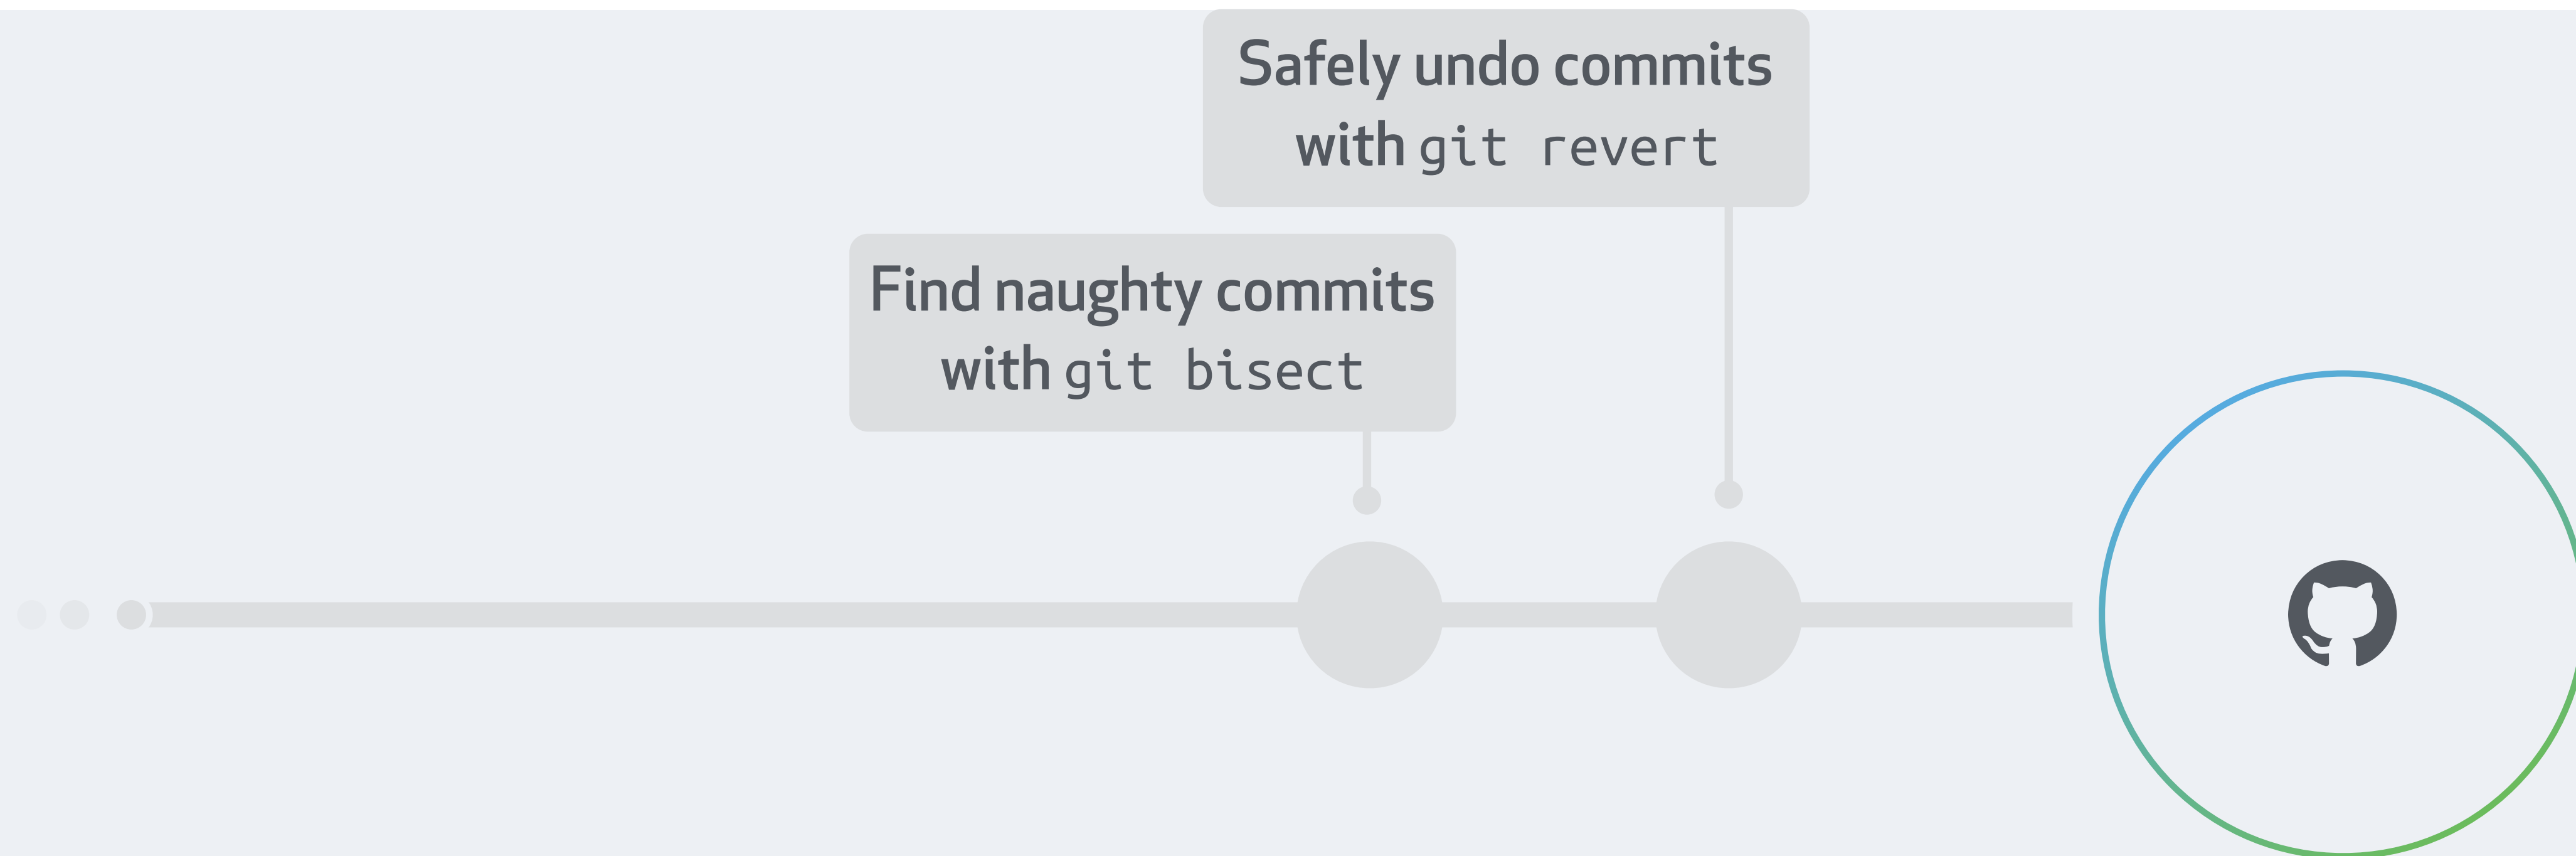 Safely undo commits
with git revert
Find naughty commits
with git bisect